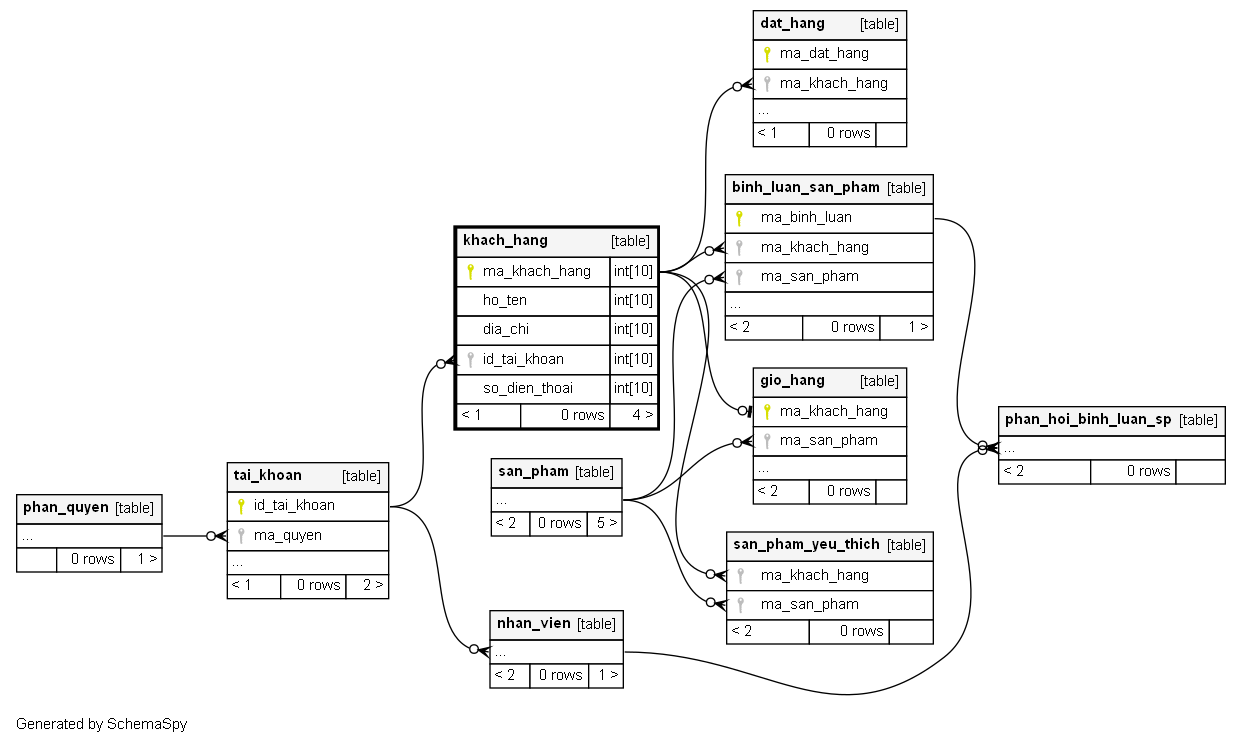 dat_hang [table]
ma_dat_hang
ma_khach_hang
...
< 1 0 rows
binh_luan_san_pham [table]
ma_binh_luan
ma_khach_hang
ma_san_pham
...
< 2 0 rows 1 >
khach_hang [table]
ma_khach_hang int[10]
ho_ten int[10]
dia_chi int[10]
id_tai_khoan int[10]
so_dien_thoai int[10]
< 1 0 rows 4 >
gio_hang [table]
ma_khach_hang
ma_san_pham
...
< 2 0 rows
phan_hoi_binh_luan_sp [table]
...
< 2 0 rows
san_pham [table]
...
< 2 0 rows 5 >
tai_khoan [table]
id_tai_khoan
ma_quyen
...
< 1 0 rows 2 >
phan_quyen [table]
...
0 rows 1 >
san_pham_yeu_thich [table]
ma_khach_hang
ma_san_pham
< 2 0 rows
nhan_vien [table]
...
< 2 0 rows 1 >
Generated by SchemaSpy